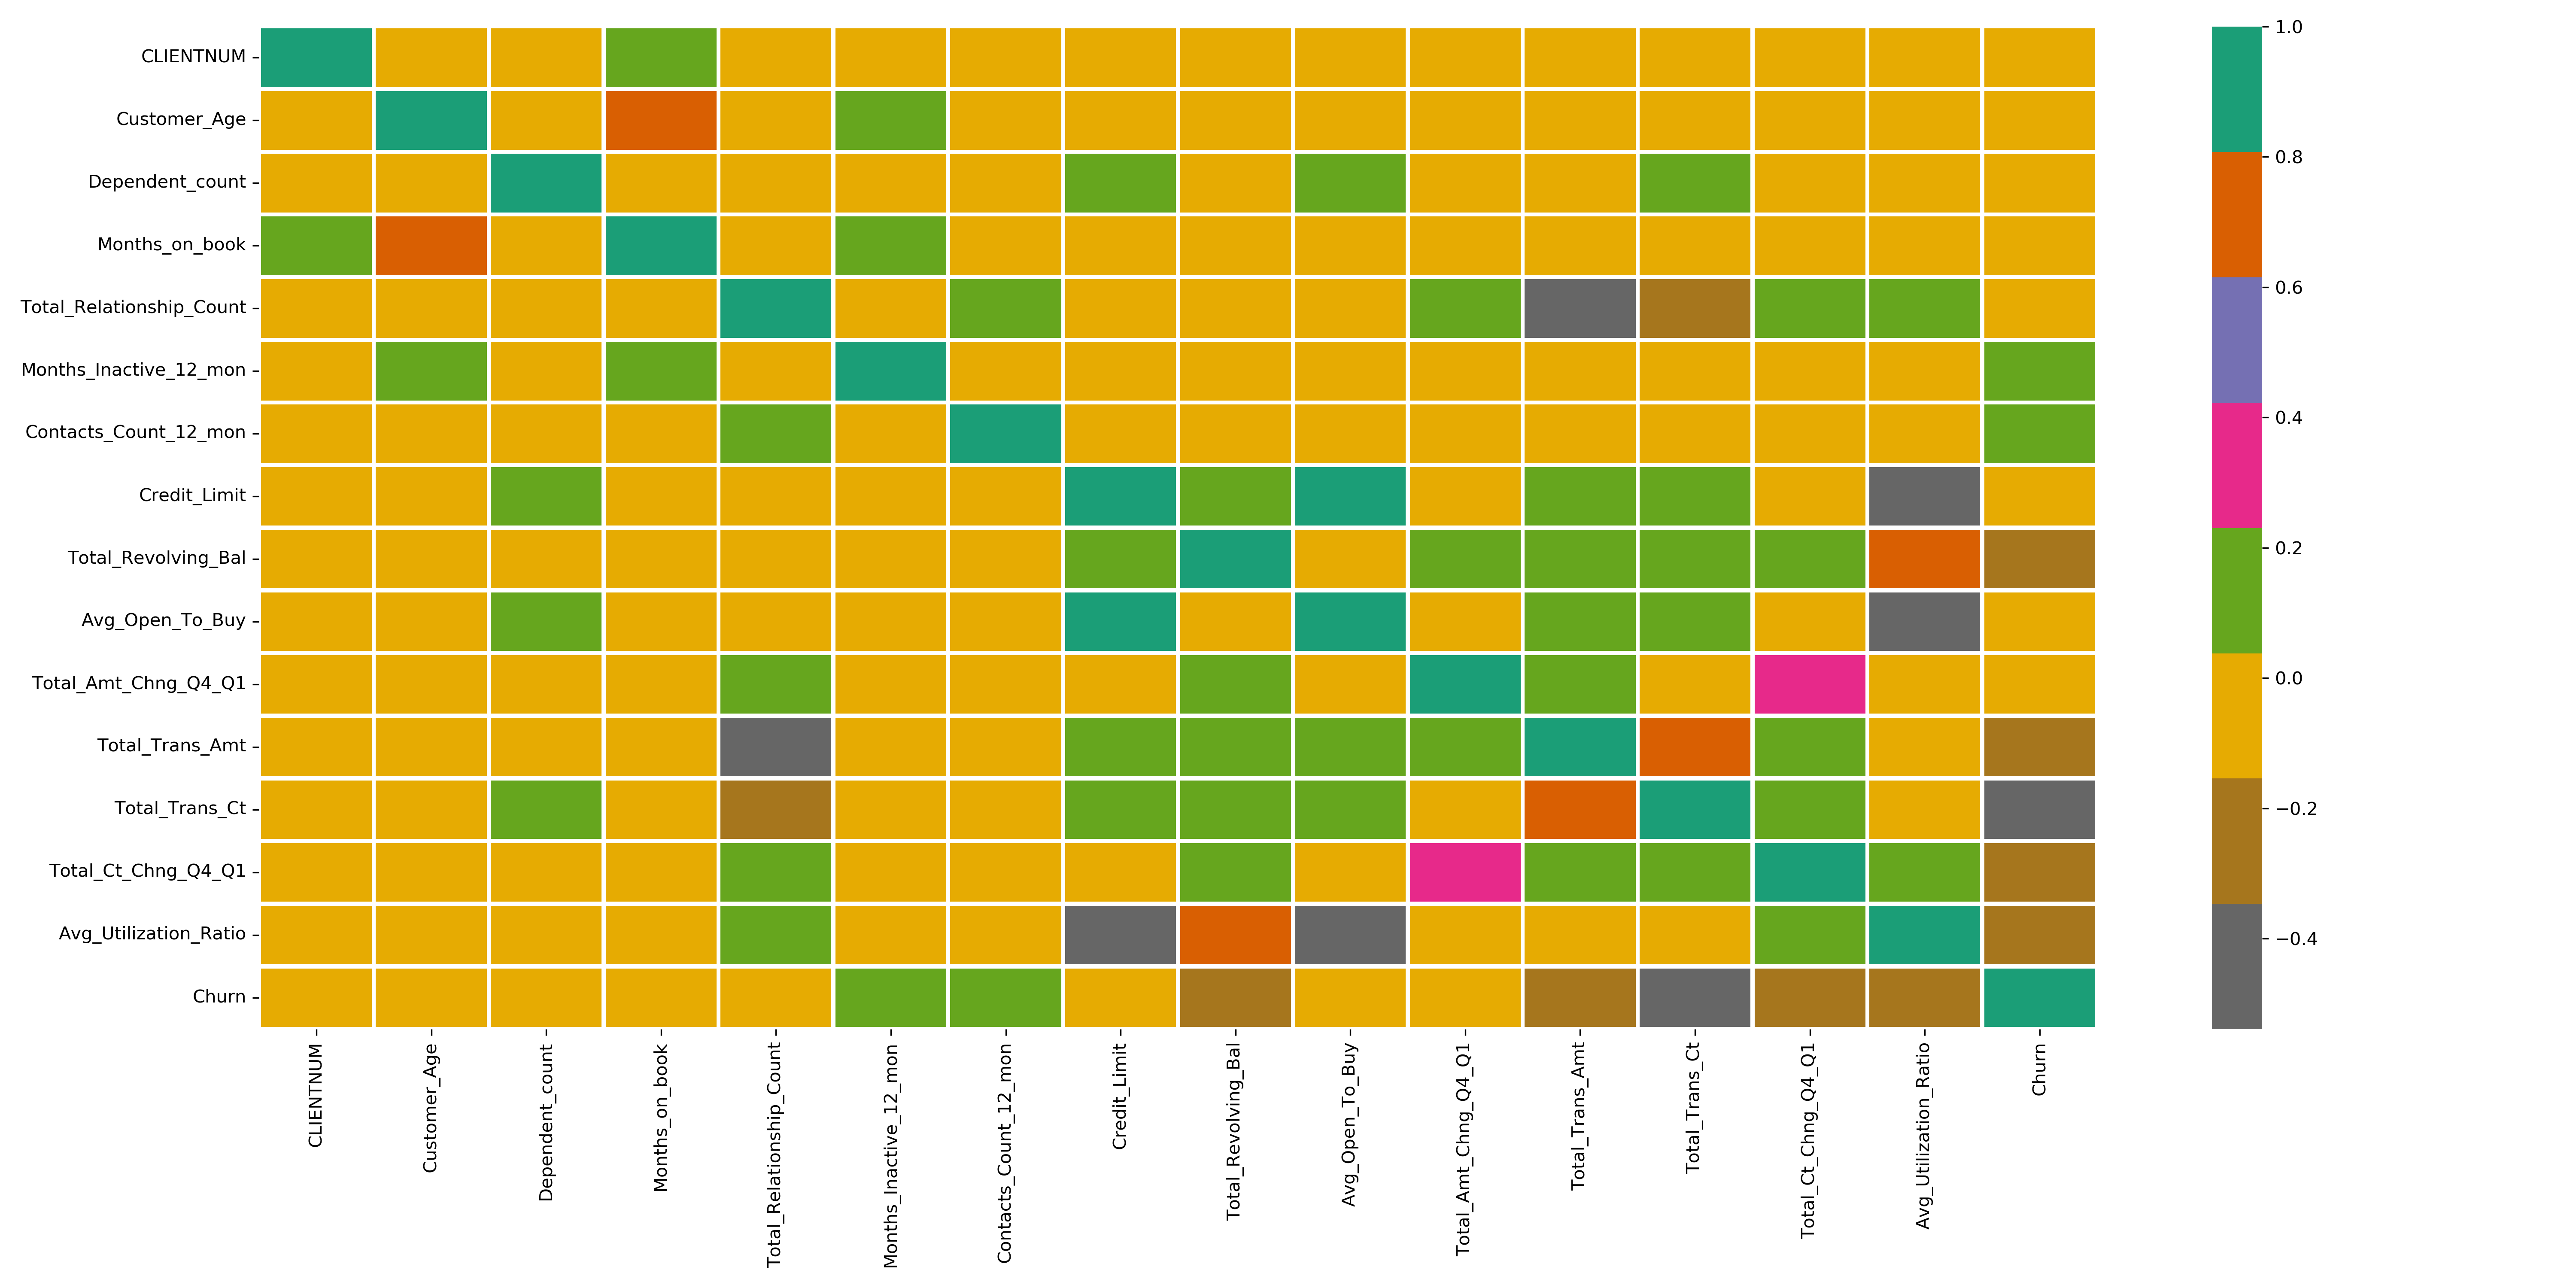 CLIENTNUM
Customer_Age
Dependent_count
Months_on_book
Total_Relationship_Count
Months_Inactive_12_mon
Contacts_Count_12_mon
Credit_Limit
Total_Revolving_Bal
Avg_Open_To_Buy
Total_Amt_Chng_Q4_Q1
Total_Trans_Amt
Total_Trans_Ct
Total_Ct_Chng_Q4_Q1
Avg_Utilization_Ratio
Churn
CLIENTNUM
Customer_Age
Dependent_count
Months_on_book
Total_Relationship_Count
Months_Inactive_12_mon
Contacts_Count_12_mon
Credit_Limit
Total_Revolving_Bal
Avg_Open_To_Buy
Total_Amt_Chng_Q4_Q1
Total_Trans_Amt
Total_Trans_Ct
Total_Ct_Chng_Q4_Q1
Avg_Utilization_Ratio
Churn
1.0
0.8
0.6
0.4
0.2
0.0
−0.2
−0.4